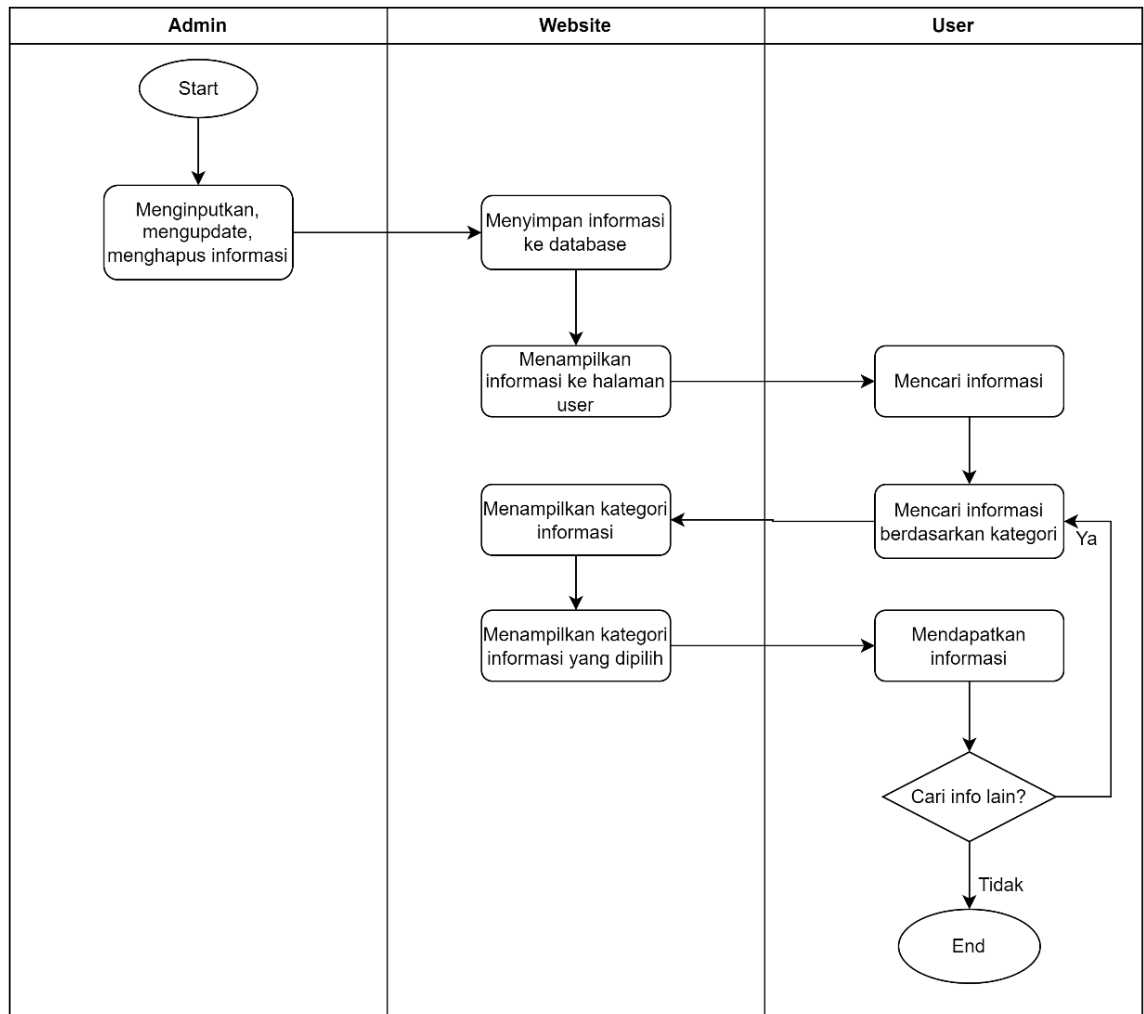 Admin
Website
User
Start
Menginputkan,
mengupdate,
menghapus informasi
Menyimpan informasi
ke database
Menampilkan
informasi ke halaman
user
Mencari informasi
Menampilkan kategori
informasi
Mencari informasi
berdasarkan kategori
Ya
Menampilkan kategori
informasi yang dipilih
Mendapatkan
informasi
Cari info lain?
Tidak
End